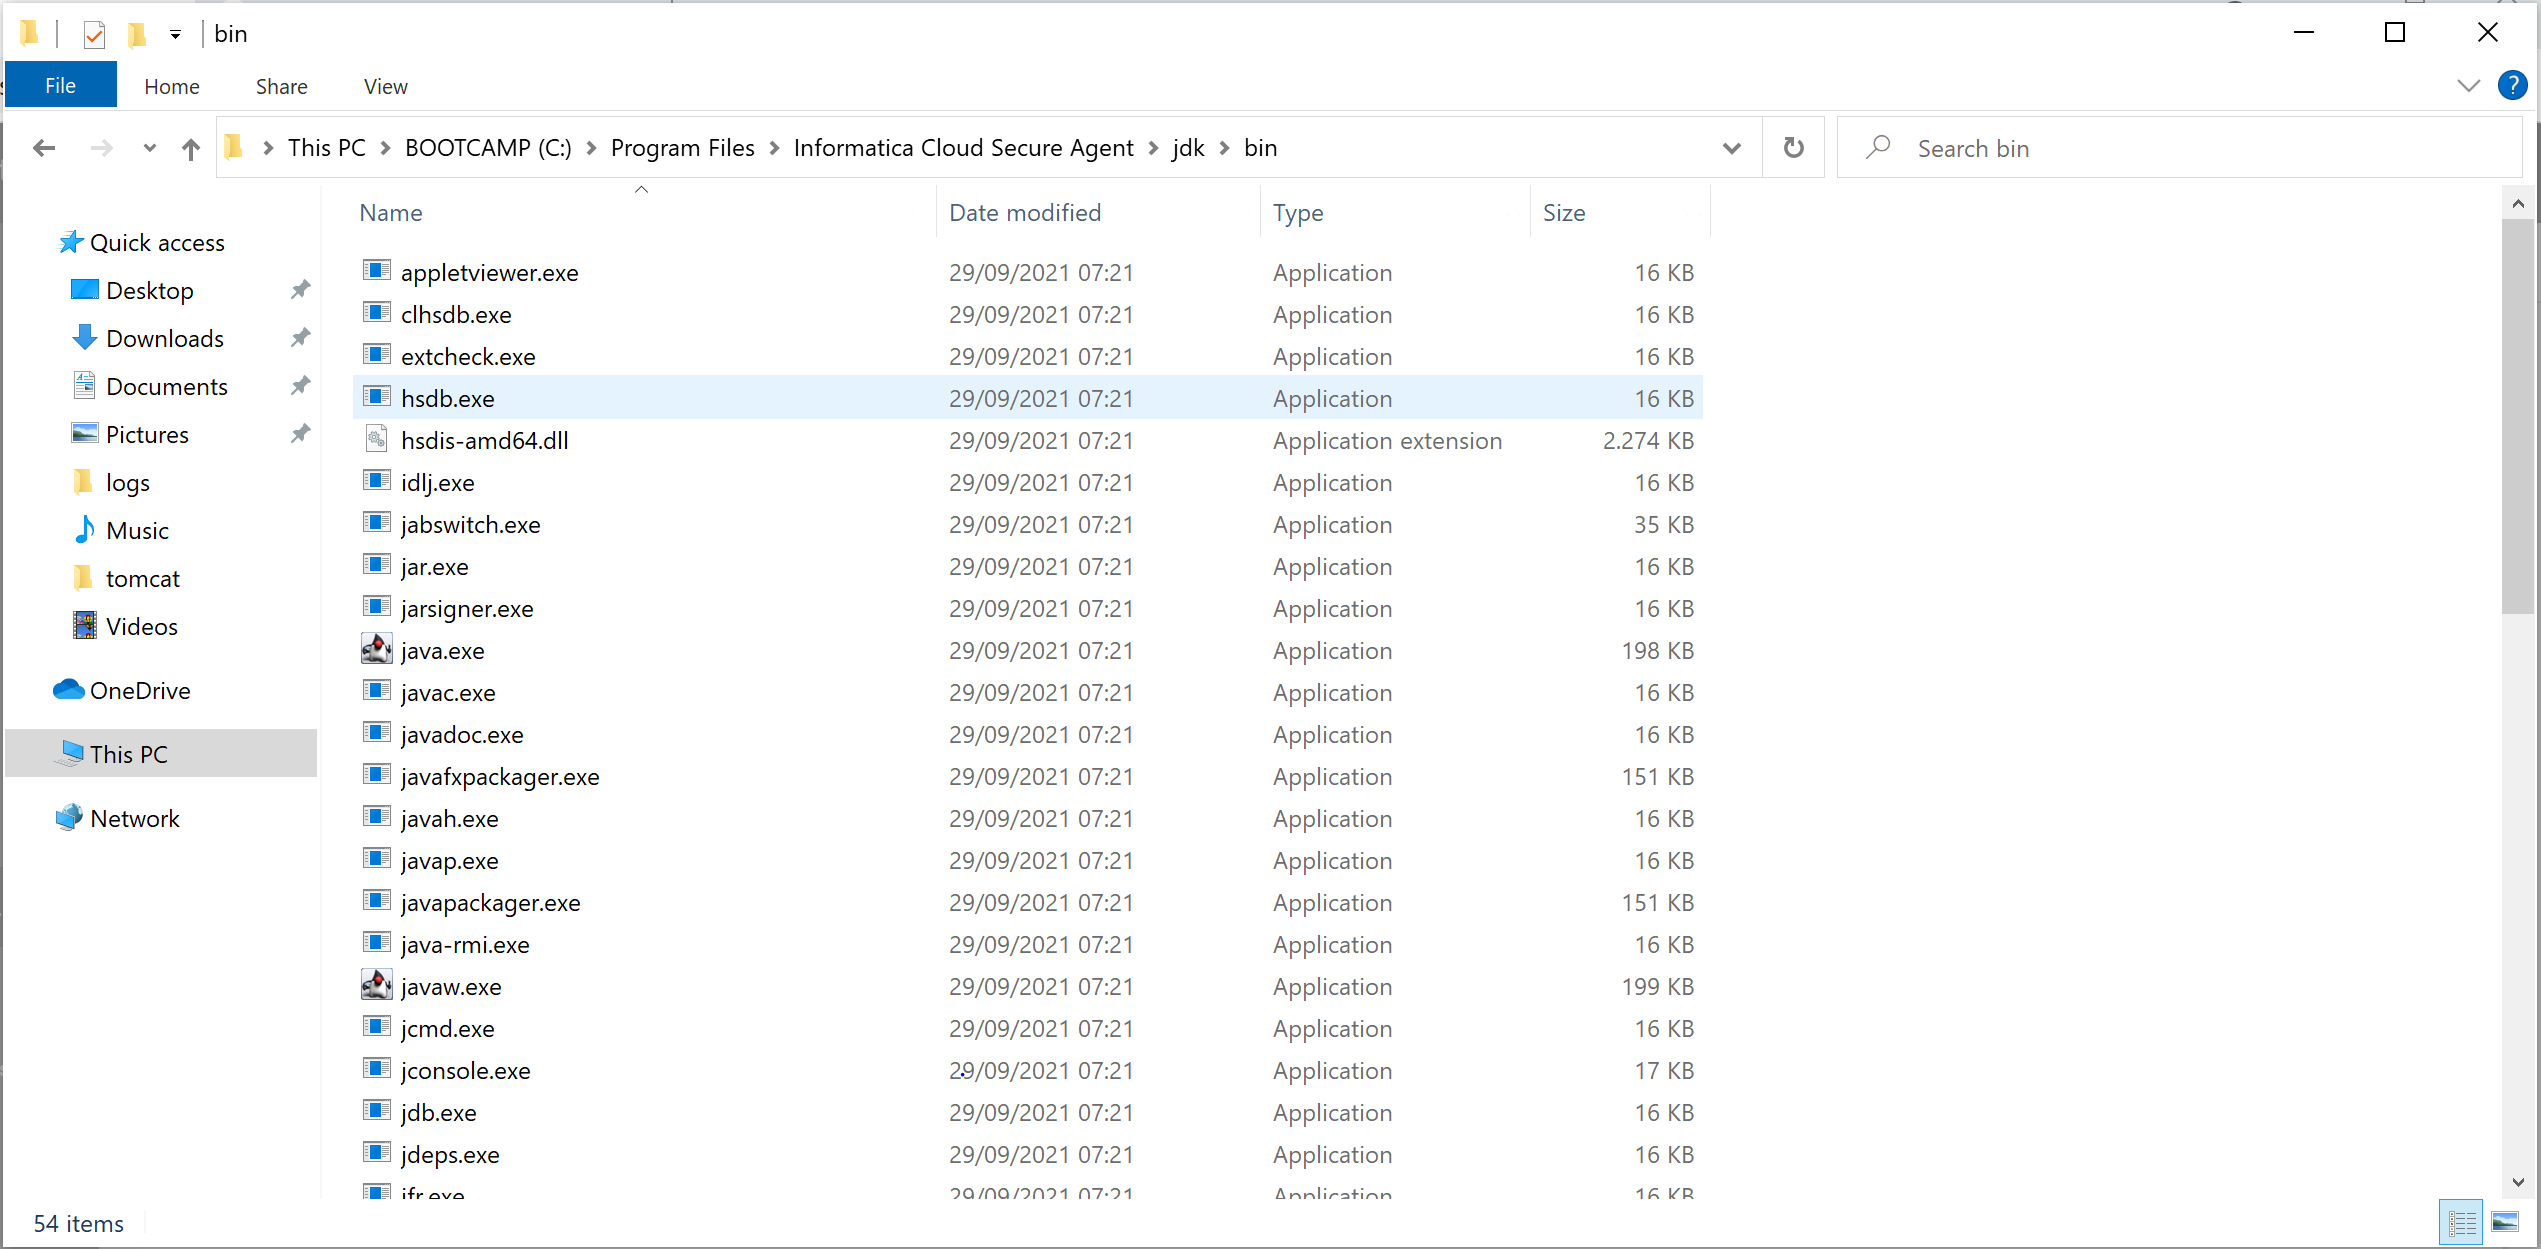 bin
File Home Share View
This PC > BOOTCAMP (C:) > Program Files > Informatica Cloud Secure Agent > jdk > bin
Search bin
Name Date modified Type Size
Quick access
Desktop
Downloads
Documents
Pictures
logs
Music
tomcat
Videos
OneDrive
This PC
Network
appletviewer.exe 29/09/2021 07:21 Application 16 KB
clhsdb.exe 29/09/2021 07:21 Application 16 KB
extcheck.exe 29/09/2021 07:21 Application 16 KB
hsdb.exe 29/09/2021 07:21 Application 16 KB
hsdis-amd64.dll 29/09/2021 07:21 Application extension 2.274 KB
idlj.exe 29/09/2021 07:21 Application 16 KB
jabswitch.exe 29/09/2021 07:21 Application 35 KB
jar.exe 29/09/2021 07:21 Application 16 KB
jarsigner.exe 29/09/2021 07:21 Application 16 KB
java.exe 29/09/2021 07:21 Application 198 KB
javac.exe 29/09/2021 07:21 Application 16 KB
javadoc.exe 29/09/2021 07:21 Application 16 KB
javafxpackager.exe 29/09/2021 07:21 Application 151 KB
javah.exe 29/09/2021 07:21 Application 16 KB
javap.exe 29/09/2021 07:21 Application 16 KB
javapackager.exe 29/09/2021 07:21 Application 151 KB
java-rmi.exe 29/09/2021 07:21 Application 16 KB
javaw.exe 29/09/2021 07:21 Application 199 KB
jcmd.exe 29/09/2021 07:21 Application 16 KB
jconsole.exe 29/09/2021 07:21 Application 17 KB
jdb.exe 29/09/2021 07:21 Application 16 KB
jdeps.exe 29/09/2021 07:21 Application 16 KB
jfr.exe 29/09/2021 07:21 Application 16 KB
54 items